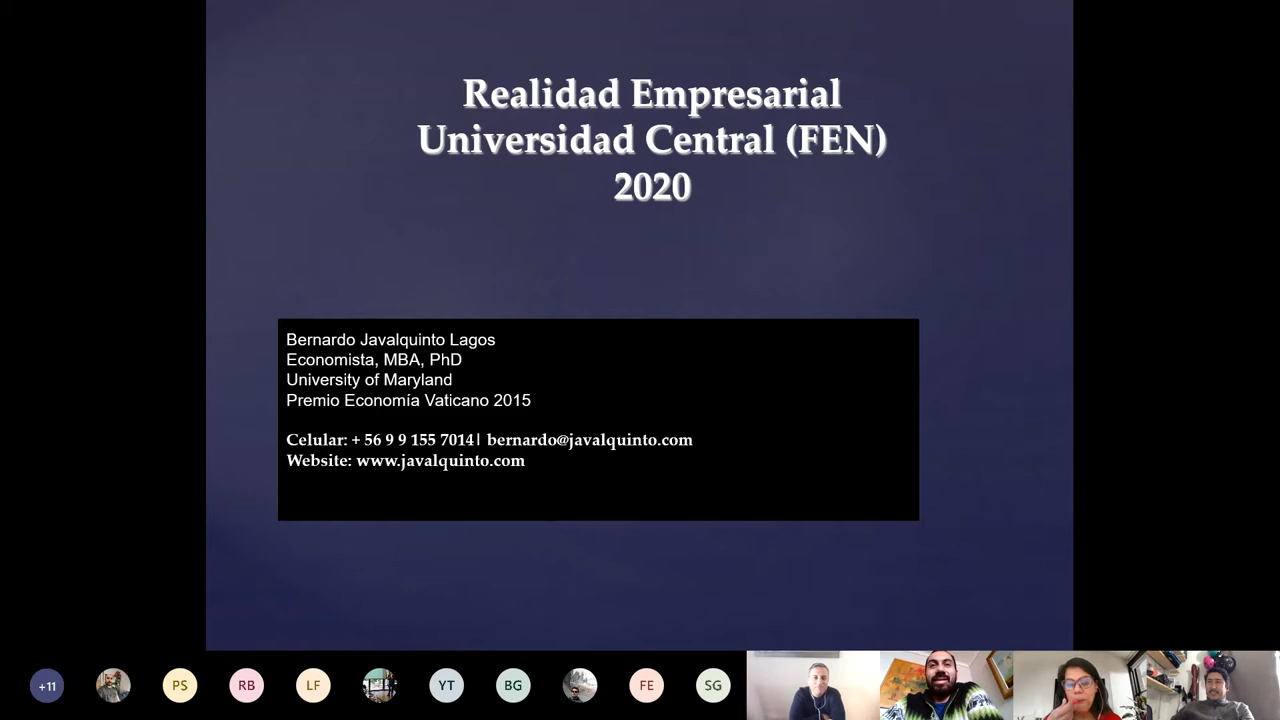 Realidad Empresarial
Universidad Central (FEN)
2020
Bernardo Javalquinto Lagos
Economista, MBA, PhD
University of Maryland
Premio Economía Vaticano 2015
Celular: + 56 9 9 155 7014| bernardo@javalquinto.com
Website: www.javalquinto.com
+11
PS
RB
LF
YT
BG
FE
SG